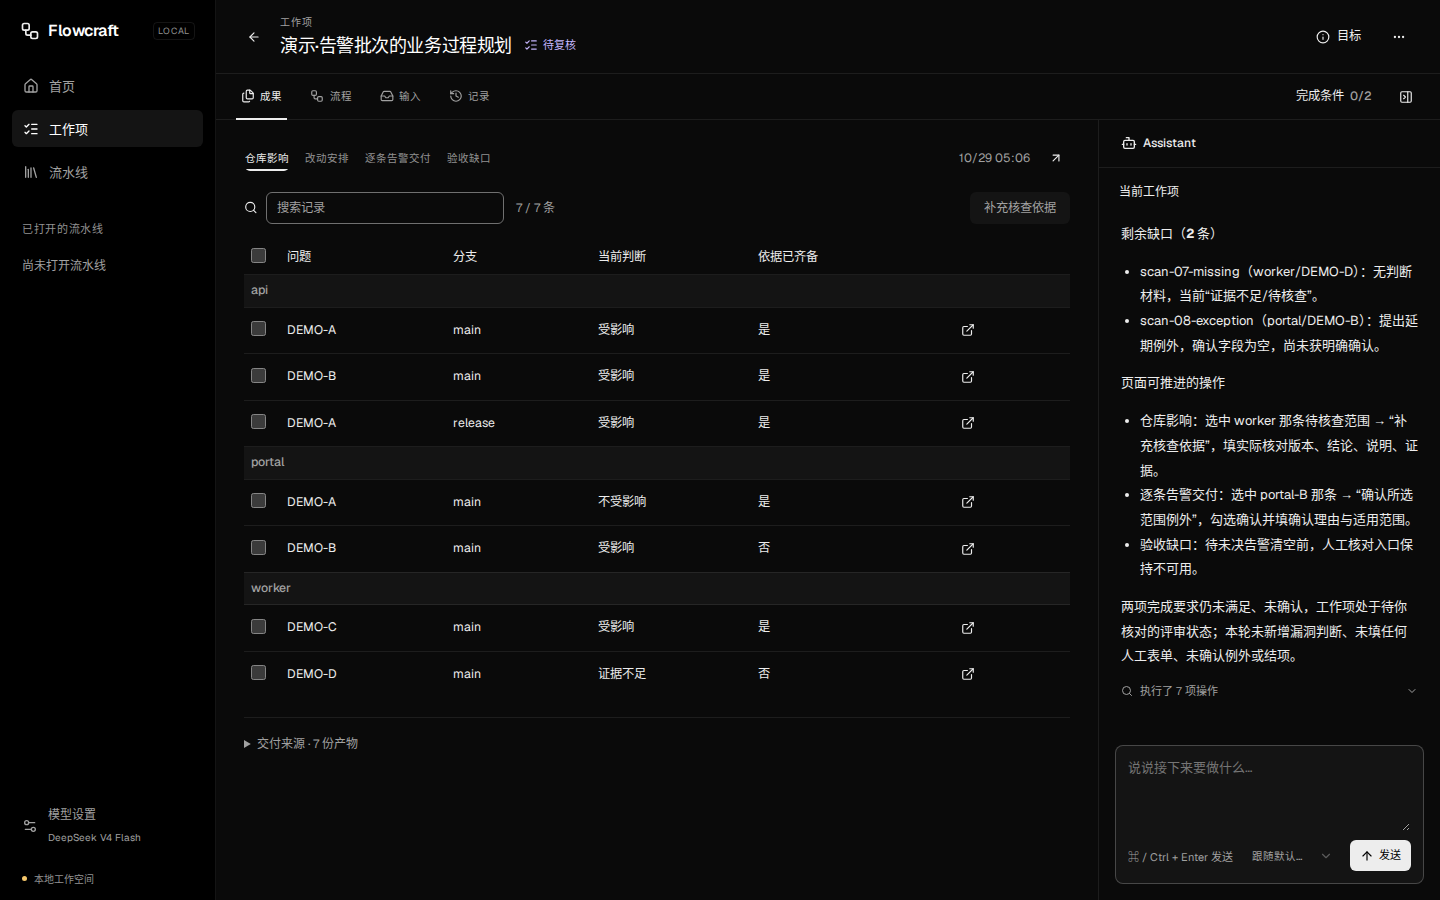 Flowcraft
LOCAL
首页
工作项
流水线
已打开的流水线
尚未打开流水线
模型设置
DeepSeek V4 Flash
本地工作空间
工作项
演示·告警批次的业务过程规划
待复核
目标
成果
流程
输入
记录
完成条件 0/2
仓库影响
改动安排
逐条告警交付
验收缺口
10/29 05:06
搜索记录
7 / 7 条
补充核查依据
问题 分支 当前判断 依据已齐备
api
DEMO-A main 受影响 是
DEMO-B main 受影响 是
DEMO-A release 受影响 是
portal
DEMO-A main 不受影响 是
DEMO-B main 受影响 否
worker
DEMO-C main 受影响 是
DEMO-D main 证据不足 否
交付来源 · 7 份产物
Assistant
当前工作项
剩余缺口（2 条）
• scan-07-missing（worker/DEMO-D）：无判断
材料，当前“证据不足/待核查”。
• scan-08-exception（portal/DEMO-B）：提出延
期例外，确认字段为空，尚未获明确确认。
页面可推进的操作
• 仓库影响：选中 worker 那条待核查范围 → “补
充核查依据”，填实际核对版本、结论、说明、证
据。
• 逐条告警交付：选中 portal-B 那条 → “确认所选
范围例外”，勾选确认并填确认理由与适用范围。
• 验收缺口：待未决告警清空前，人工核对入口保
持不可用。
两项完成要求仍未满足、未确认，工作项处于待你
核对的评审状态；本轮未新增漏洞判断、未填任何
人工表单、未确认例外或结项。
执行了 7 项操作
说说接下来要做什么...
⌘ / Ctrl + Enter 发送
跟随默认...
发送